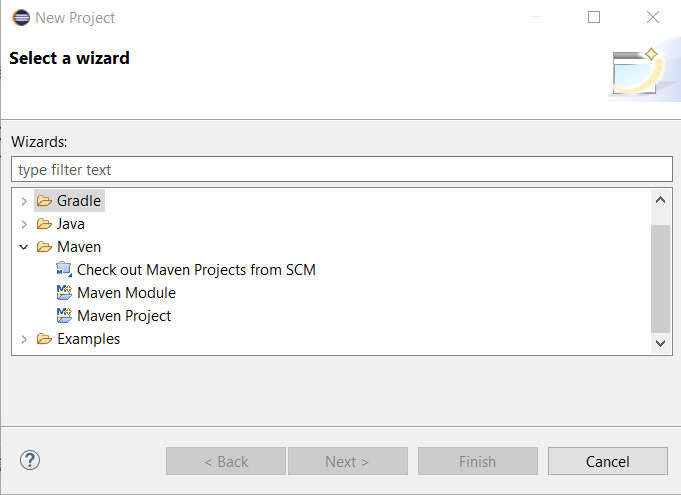 New Project
Select a wizard
Wizards:
type filter text
Gradle
Java
Maven
Check out Maven Projects from SCM
Maven Module
Maven Project
Examples
< Back Next > Finish Cancel